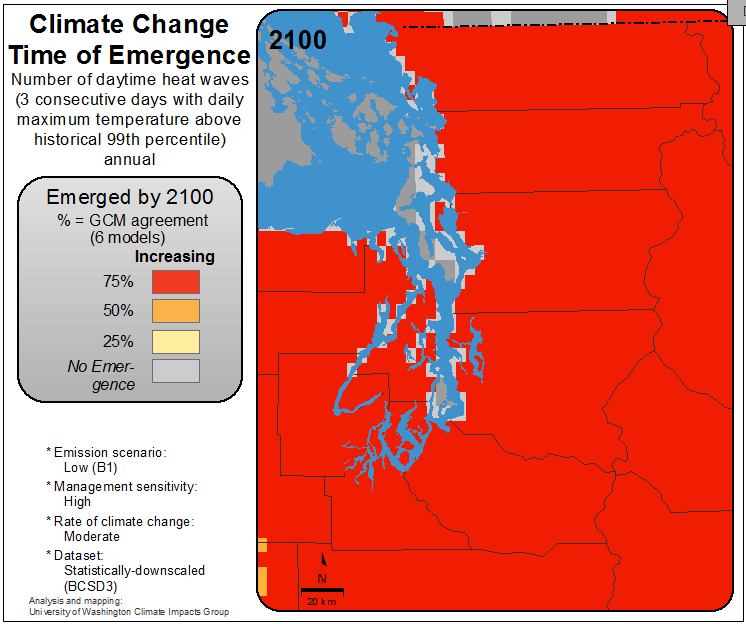 Climate Change
Time of Emergence
Number of daytime heat waves
(3 consecutive days with daily
maximum temperature above
historical 99th percentile)
annual
Emerged by 2100
% = GCM agreement
(6 models)
Increasing
75%
50%
25%
No Emer-
gence
* Emission scenario:
Low (B1)
* Management sensitivity:
High
* Rate of climate change:
Moderate
* Dataset:
Statistically-downscaled
(BCSD3)
Analysis and mapping:
University of Washington Climate Impacts Group
2100
N
20 km